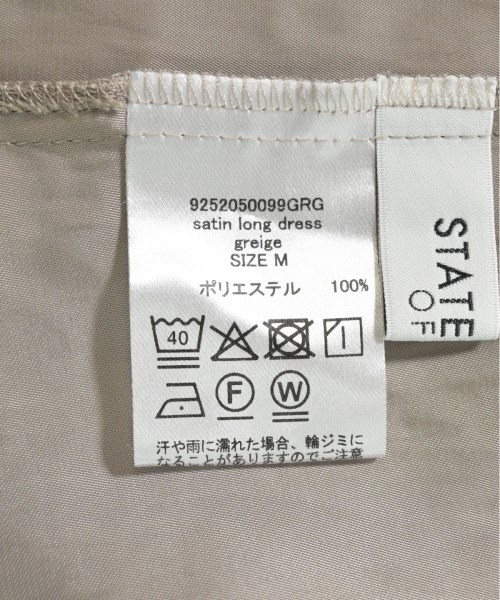 9252050099GRG
satin long dress
greige
SIZE M
ポリエステル 100%
40
F
W
汗や雨に濡れた場合、輪ジミに
なることがありますのでご注意
STATE
OF